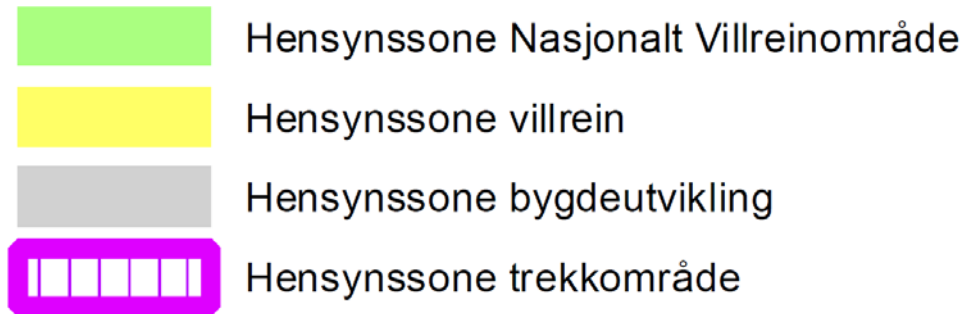 Hensynssone Nasjonalt Villreinområde
Hensynssone villrein
Hensynssone bygdeutvikling
Hensynssone trekkområde